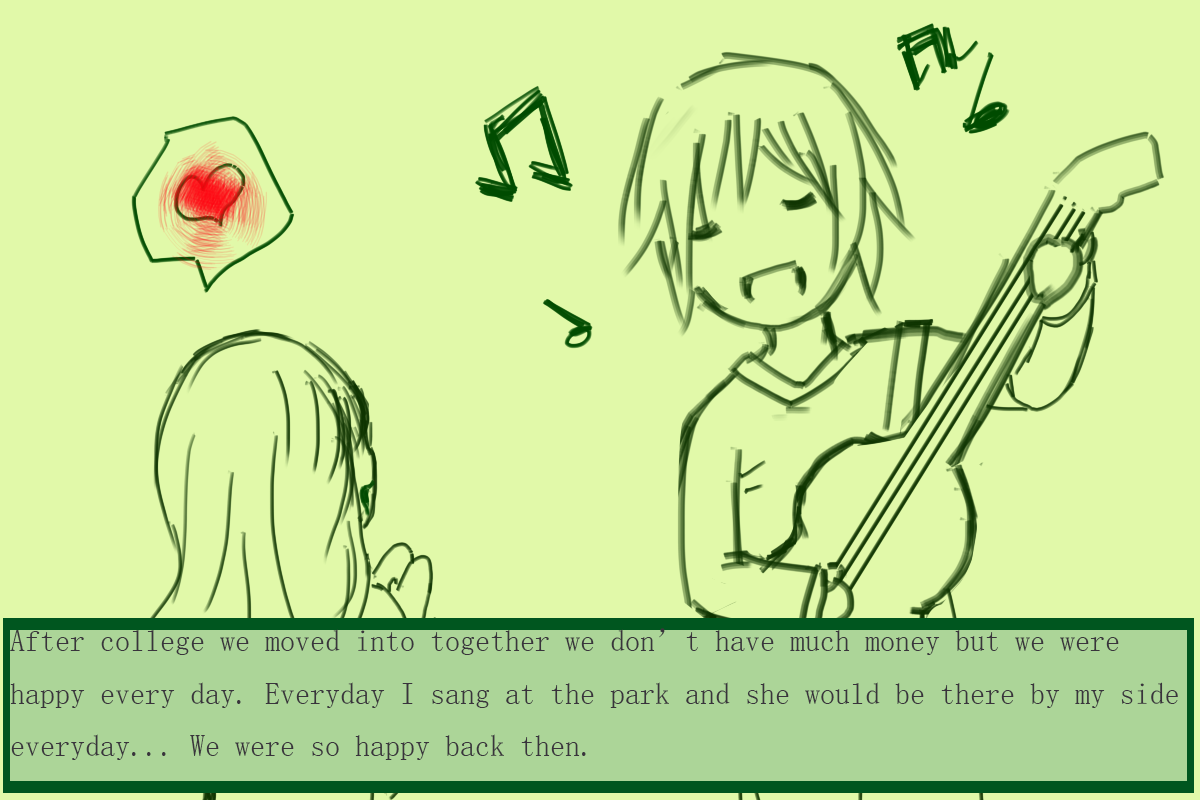 After college we moved into together we don’t have much money but we were
happy every day. Everyday I sang at the park and she would be there by my side
everyday... We were so happy back then.